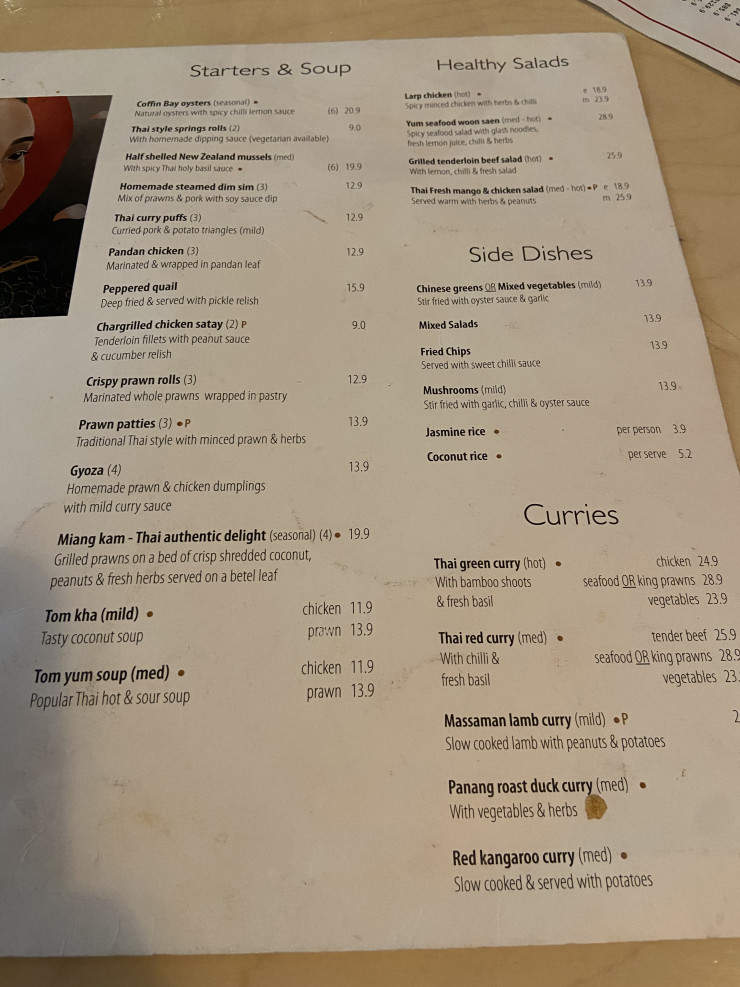 Starters & Soup
Coffin Bay oysters (seasonal) •
Natural oysters with spicy chilli lemon sauce (6) 20.9
Thai style springs rolls (2) 9.0
With homemade dipping sauce (vegetarian available)
Half shelled New Zealand mussels (med)
With spicy Thai holy basil sauce • (6) 19.9
Homemade steamed dim sim (3) 12.9
Mix of prawns & pork with soy sauce dip
Thai curry puffs (3) 12.9
Curried pork & potato triangles (mild)
Pandan chicken (3) 12.9
Marinated & wrapped in pandan leaf
Peppered quail 15.9
Deep fried & served with pickle relish
Chargrilled chicken satay (2) P 9.0
Tenderloin fillets with peanut sauce
& cucumber relish
Crispy prawn rolls (3) 12.9
Marinated whole prawns wrapped in pastry
Prawn patties (3) • P 13.9
Traditional Thai style with minced prawn & herbs
Gyoza (4) 13.9
Homemade prawn & chicken dumplings
with mild curry sauce
Miang kam - Thai authentic delight (seasonal) (4) • 19.9
Grilled prawns on a bed of crisp shredded coconut,
peanuts & fresh herbs served on a betel leaf
Tom kha (mild) • chicken 11.9
Tasty coconut soup prawn 13.9
Tom yum soup (med) • chicken 11.9
Popular Thai hot & sour soup prawn 13.9
Healthy Salads
Larp chicken (hot) • e 18.9
Spicy minced chicken with herbs & chilli m 23.9
Yum seafood woon saen (med - hot) • 28.9
Spicy seafood salad with glass noodles,
fresh lemon juice, chilli & herbs
Grilled tenderloin beef salad (hot) • 25.9
With lemon, chilli & fresh salad
Thai Fresh mango & chicken salad (med - hot) • P e 18.9
Served warm with herbs & peanuts m 25.9
Side Dishes
Chinese greens OR Mixed vegetables (mild) 13.9
Stir fried with oyster sauce & garlic
Mixed Salads 13.9
Fried Chips 13.9
Served with sweet chilli sauce
Mushrooms (mild) 13.9
Stir fried with garlic, chilli & oyster sauce
Jasmine rice • per person 3.9
Coconut rice • per serve 5.2
Curries
Thai green curry (hot) • chicken 24.9
With bamboo shoots seafood OR king prawns 28.9
& fresh basil vegetables 23.9
Thai red curry (med) • tender beef 25.9
With chilli & seafood OR king prawns 28.9
fresh basil vegetables 23.
Massaman lamb curry (mild) • P 2
Slow cooked lamb with peanuts & potatoes
Panang roast duck curry (med) •
With vegetables & herbs
Red kangaroo curry (med) •
Slow cooked & served with potatoes